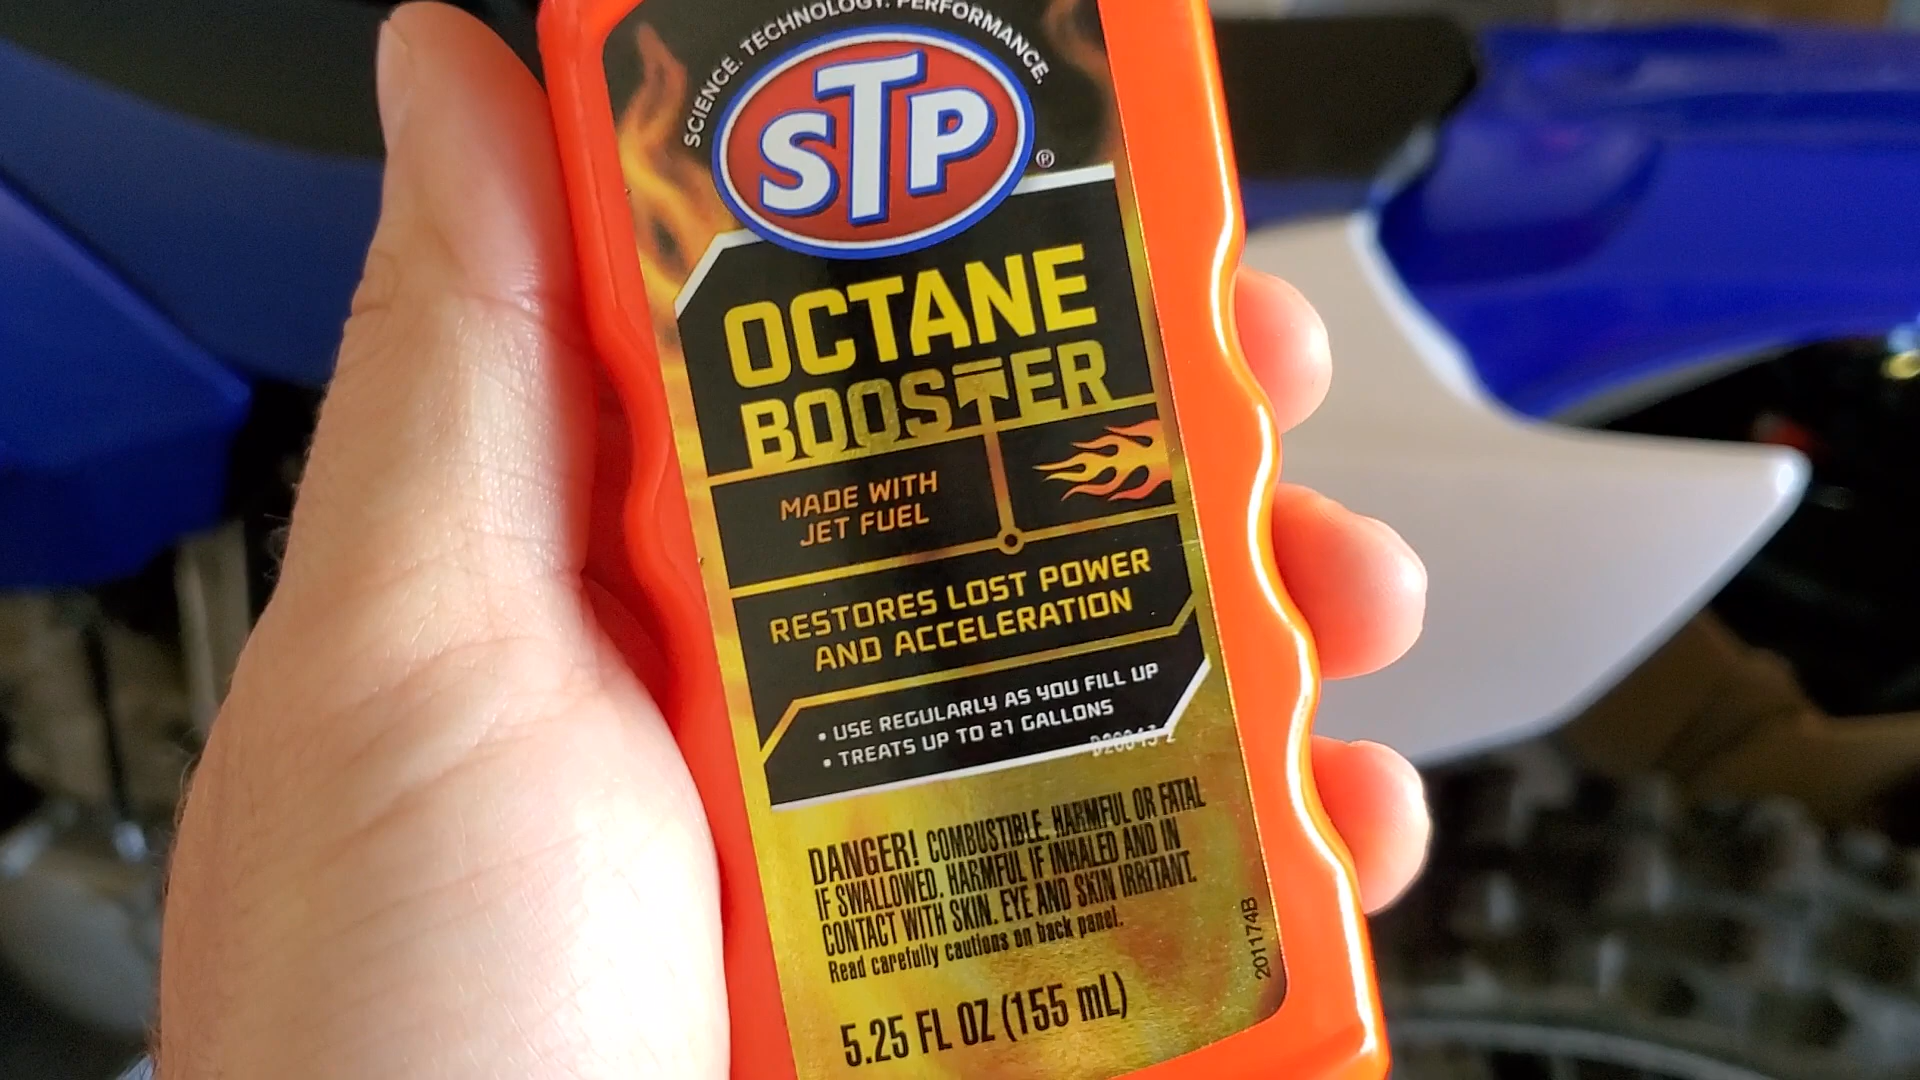 SCIENCE. TECHNOLOGY. PERFORMANCE.
STP
®
OCTANE
BOOSTER
MADE WITH
JET FUEL
RESTORES LOST POWER
AND ACCELERATION
• USE REGULARLY AS YOU FILL UP
• TREATS UP TO 21 GALLONS
DANGER! COMBUSTIBLE. HARMFUL OR FATAL
IF SWALLOWED. HARMFUL IF INHALED AND IN
CONTACT WITH SKIN. EYE AND SKIN IRRITANT.
Read carefully cautions on back panel.
201174B
5.25 FL OZ (155 mL)